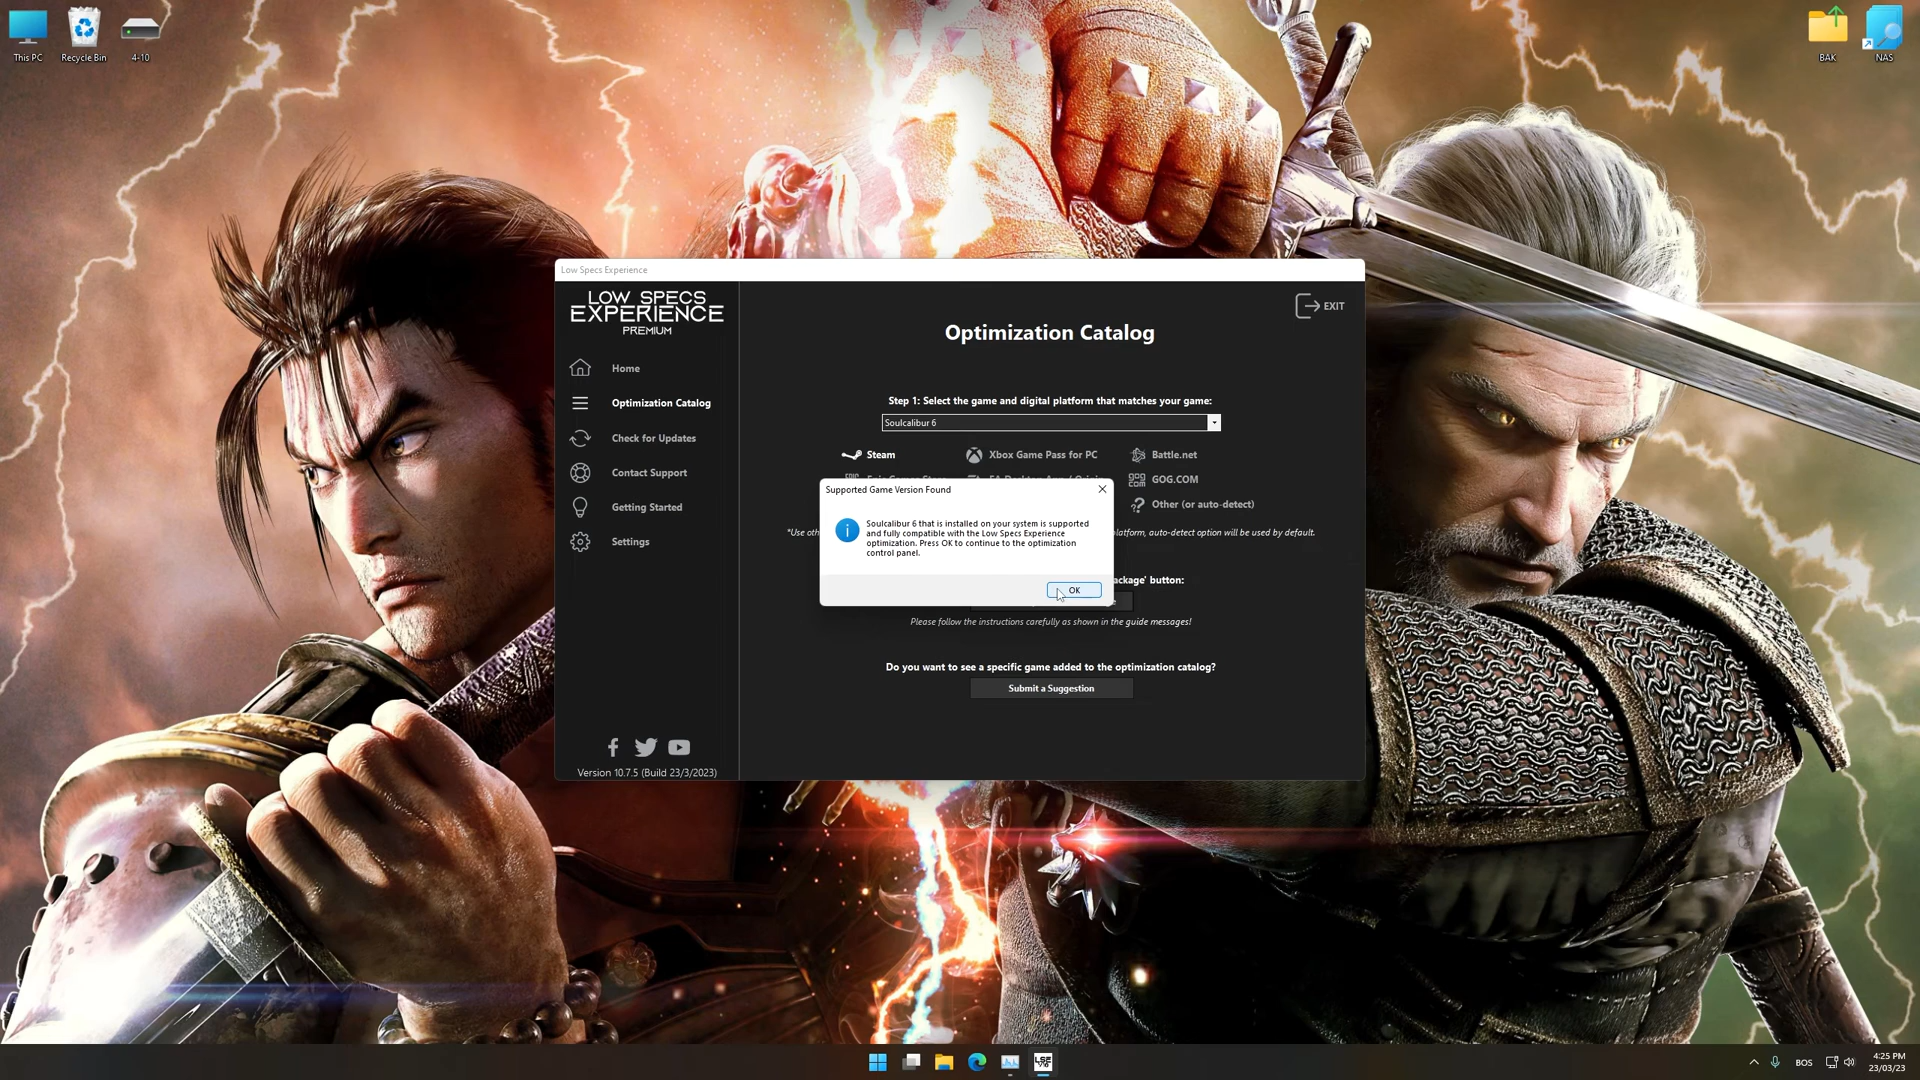 This PC
Recycle Bin
4-10
BAK
NAS
Low Specs Experience
LOW SPECS
EXPERIENCE
PREMIUM
EXIT
Home
Optimization Catalog
Check for Updates
Contact Support
Getting Started
Settings
Version 10.7.5 (Build 23/3/2023)
Optimization Catalog
Step 1: Select the game and digital platform that matches your game:
Soulcalibur 6
Steam
Xbox Game Pass for PC
Battle.net
GOG.COM
Other (or auto-detect)
*Use oth
latform, auto-detect option will be used by default.
Supported Game Version Found
Soulcalibur 6 that is installed on your system is supported
and fully compatible with the Low Specs Experience
optimization. Press OK to continue to the optimization
control panel.
OK
ackage' button:
Please follow the instructions carefully as shown in the guide messages!
Do you want to see a specific game added to the optimization catalog?
Submit a Suggestion
LSE
BOS
4:25 PM
23/03/23